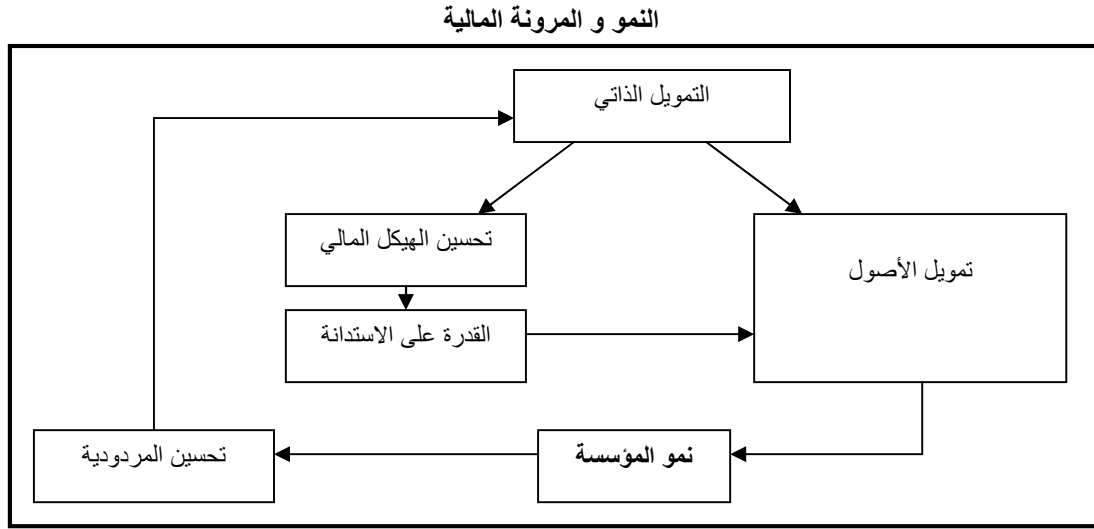 النمو و المرونة المالية
التمويل الذاتي
تحسين الهيكل المالي
تمويل الأصول
القدرة على الاستدانة
نمو المؤسسة
تحسين المردودية